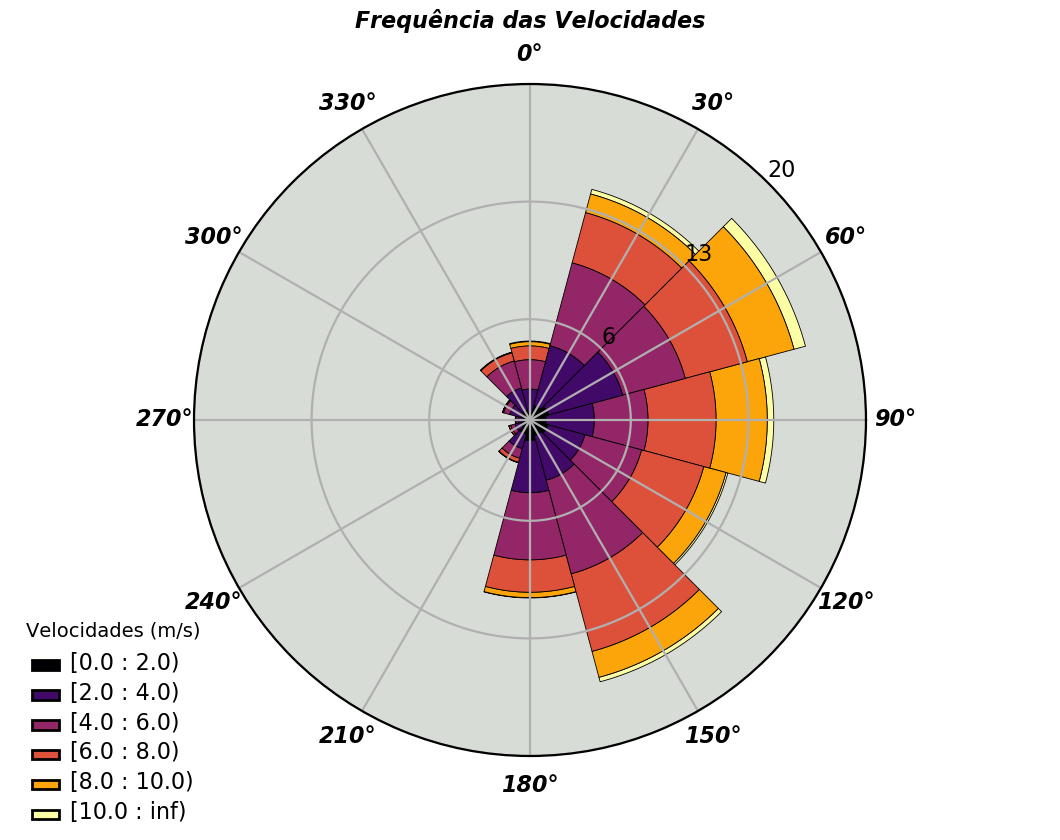 Frequência das Velocidades
0°
330°
30°
20
300°
60°
13
6
270°
90°
240°
120°
210°
150°
180°
Velocidades (m/s)
[0.0 : 2.0)
[2.0 : 4.0)
[4.0 : 6.0)
[6.0 : 8.0)
[8.0 : 10.0)
[10.0 : inf)